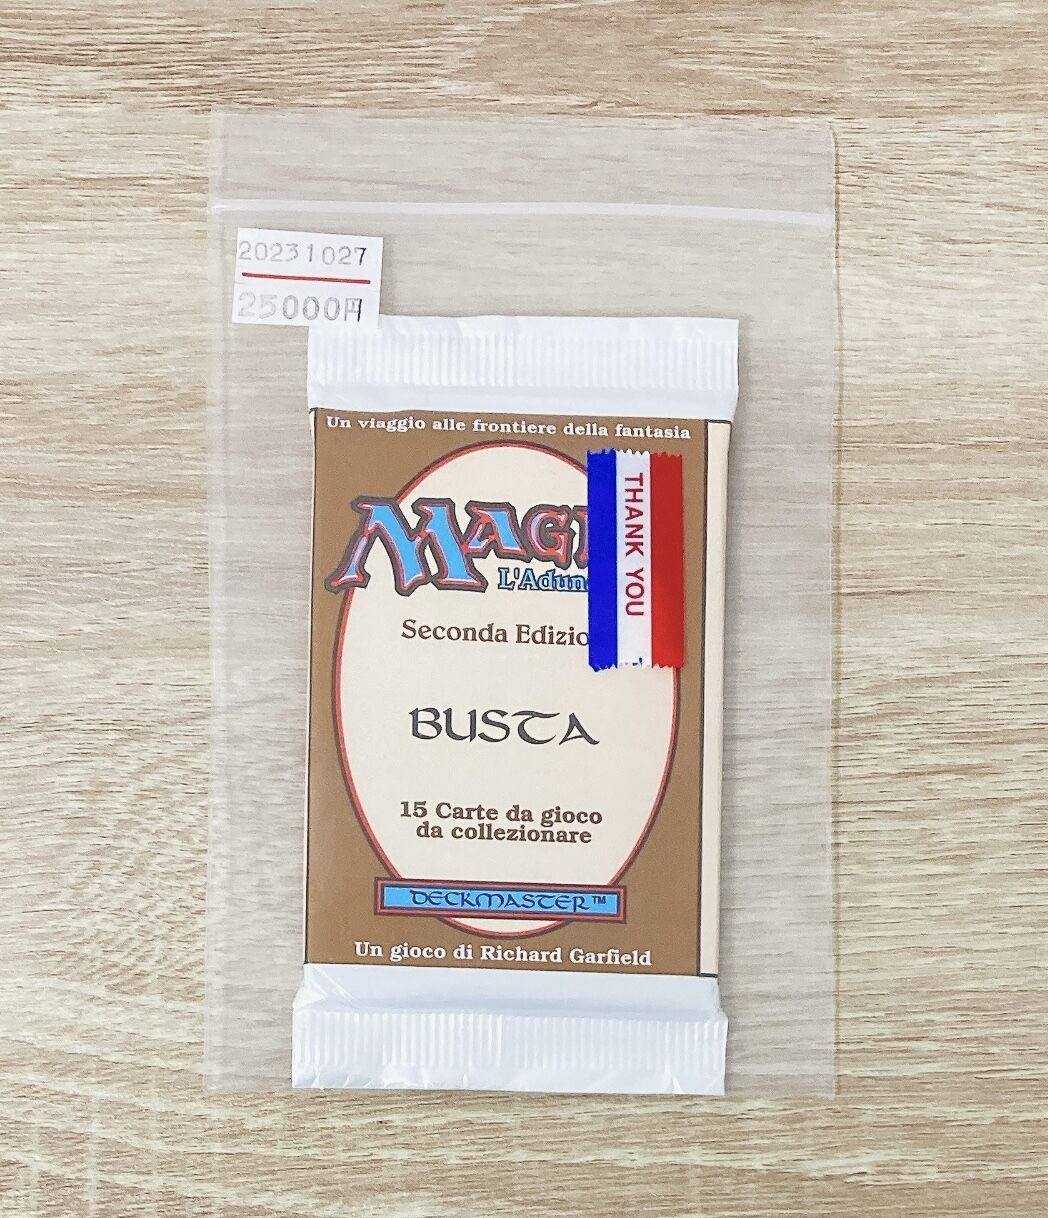 20231027
25000円
Un viaggio alle frontiere della fantasia
THANK YOU
Seconda
BUSTA
15 Carte da gioco
da collezionare
DECKMASTER™
Un gioco di Richard Garfield